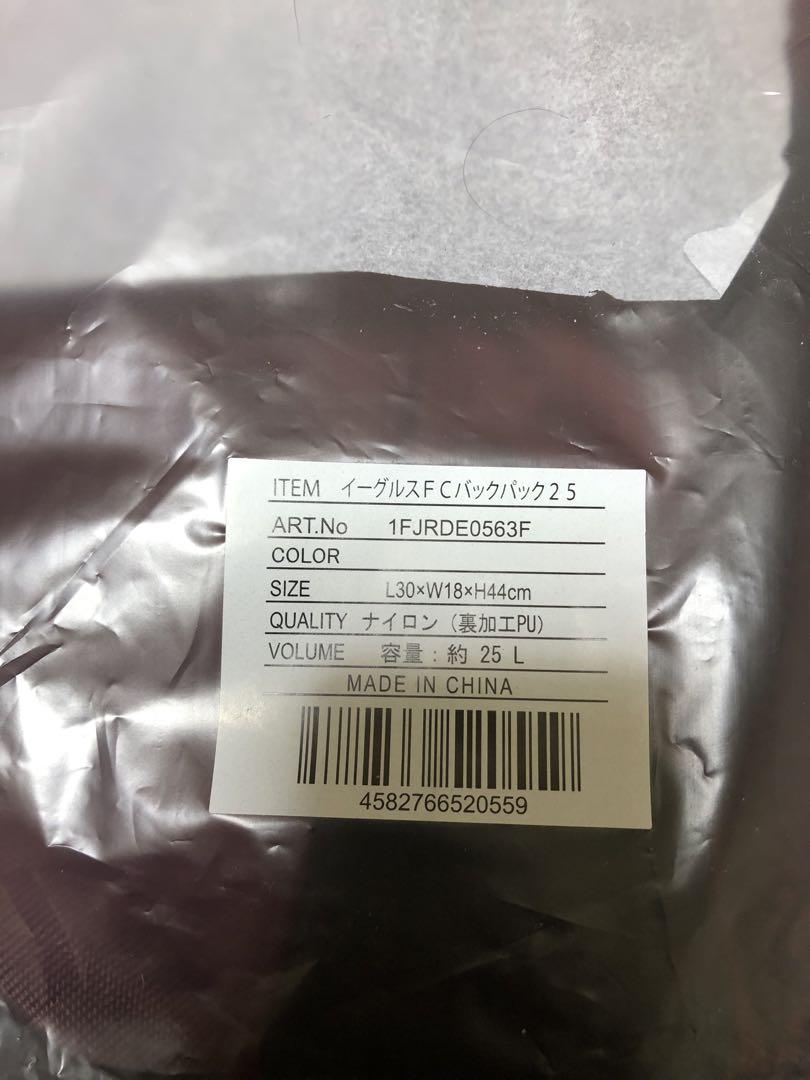 ITEM イーグルスFCバックパック25
ART.No 1FJRDE0563F
COLOR
SIZE L30×W18×H44cm
QUALITY ナイロン（裏加工PU）
VOLUME 容量：約 25 L
MADE IN CHINA
4582766520559